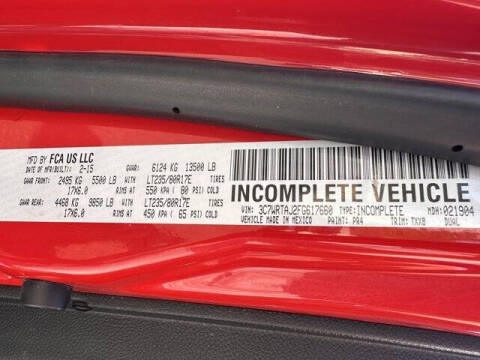 MFD BY FCA US LLC
DATE OF MFR/BUILT: 2-15 GVWR: 6124 KG 13500 LB
GAWR FRONT: 2495 KG 5500 LB WITH LT235/80R17E
17X6.0 RIMS AT 550 KPA ( 80 PSI) COLD
GAWR REAR: 4468 KG 9850 LB WITH LT235/80R17E
17X6.0 RIMS AT 450 KPA ( 65 PSI) COLD
INCOMPLETE VEHICLE
VIN: 3C7WRTAJ2FG617660 TYPE: INCOMPLETE MDH: 021904
VEHICLE MADE IN MEXICO PAINT: PR4 TRIM: TXX8 DUAL